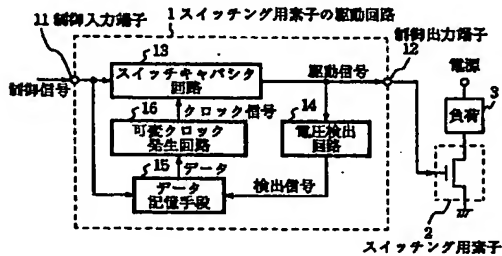 1 スイッチング用素子の駆動回路
11 制御入力端子
制御出力端子
12
13
スイッチキャパシタ
回路
駆動信号
制御信号
電源
3
負荷
クロック信号
16
可変クロック
発生回路
14
電圧検出
回路
データ
15
データ
記憶手段
検出信号
2
スイッチング用素子